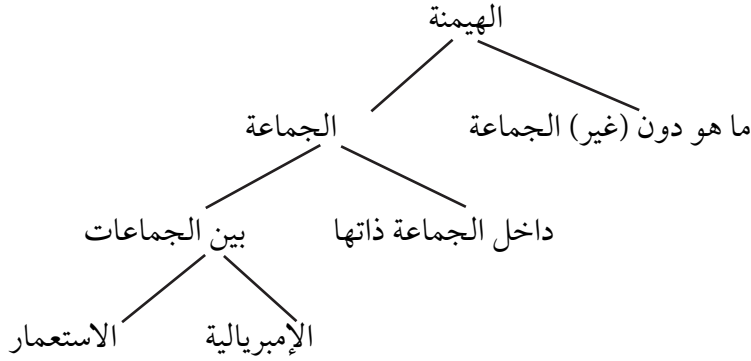 الهيمنة
ما هو دون (غير) الجماعة
الجماعة
داخل الجماعة ذاتها
بين الجماعات
الإمبريالية
الاستعمار